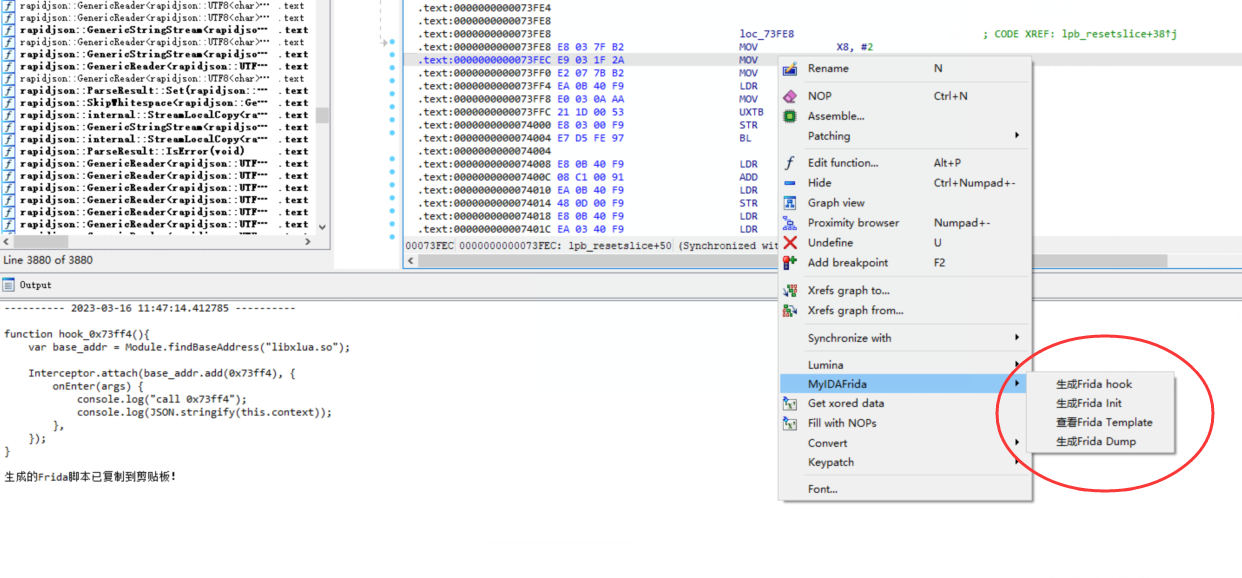 rapidjson::GenericReader<rapidjson::UTF8<char>… .text
rapidjson::GenericReader<rapidjson::UTF8<char>… .text
rapidjson::GenericStringStream<rapidjso… .text
rapidjson::GenericReader<rapidjson::UTF8<char>… .text
rapidjson::GenericStringStream<rapidjso… .text
rapidjson::GenericReader<rapidjson::UTF… .text
rapidjson::GenericReader<rapidjson::UTF8<char>… .text
rapidjson::ParseResult::Set(rapidjson::… .text
rapidjson::SkipWhitespace<rapidjson::Ge… .text
rapidjson::internal::StreamLocalCopy<ra… .text
rapidjson::GenericStringStream<rapidjso… .text
rapidjson::internal::StreamLocalCopy<ra… .text
rapidjson::ParseResult::IsError(void) .text
rapidjson::GenericReader<rapidjson::UTF… .text
rapidjson::GenericReader<rapidjson::UTF… .text
rapidjson::GenericReader<rapidjson::UTF… .text
rapidjson::GenericReader<rapidjson::UTF… .text
rapidjson::GenericReader<rapidjson::UTF… .text
rapidjson::GenericReader<rapidjson::UTF… .text
Line 3880 of 3880
.text:0000000000073FE4
.text:0000000000073FE8
.text:0000000000073FE8 loc_73FE8 ; CODE XREF: lpb_resetslice+38↑j
.text:0000000000073FE8 E8 03 7F B2 MOV X8, #2
.text:0000000000073FEC E9 03 1F 2A MOV
.text:0000000000073FF0 E2 07 7B B2 MOV
.text:0000000000073FF4 EA 0B 40 F9 LDR
.text:0000000000073FF8 E0 03 0A AA MOV
.text:0000000000073FFC 21 1D 00 53 UXTB
.text:0000000000074000 E8 03 00 F9 STR
.text:0000000000074004 E7 D5 FE 97 BL
.text:0000000000074004
.text:0000000000074008 E8 0B 40 F9 LDR
.text:000000000007400C 08 C1 00 91 ADD
.text:0000000000074010 EA 0B 40 F9 LDR
.text:0000000000074014 48 0D 00 F9 STR
.text:0000000000074018 E8 0B 40 F9 LDR
.text:000000000007401C EA 03 40 F9 LDR
00073FEC 0000000000073FEC: lpb_resetslice+50 (Synchronized wit
Rename N
NOP Ctrl+N
Assemble...
Patching
Edit function... Alt+P
Hide Ctrl+Numpad+-
Graph view
Proximity browser Numpad+-
Undefine U
Add breakpoint F2
Xrefs graph to...
Xrefs graph from...
Synchronize with
Lumina
MyIDAFrida
Get xored data
Fill with NOPs
Convert
Keypatch
Font...
生成Frida hook
生成Frida Init
查看Frida Template
生成Frida Dump
Output
---------- 2023-03-16 11:47:14.412785 ----------
function hook_0x73ff4(){
var base_addr = Module.findBaseAddress("libxlua.so");
Interceptor.attach(base_addr.add(0x73ff4), {
onEnter(args) {
console.log("call 0x73ff4");
console.log(JSON.stringify(this.context));
},
});
}
生成的Frida脚本已复制到剪贴板!